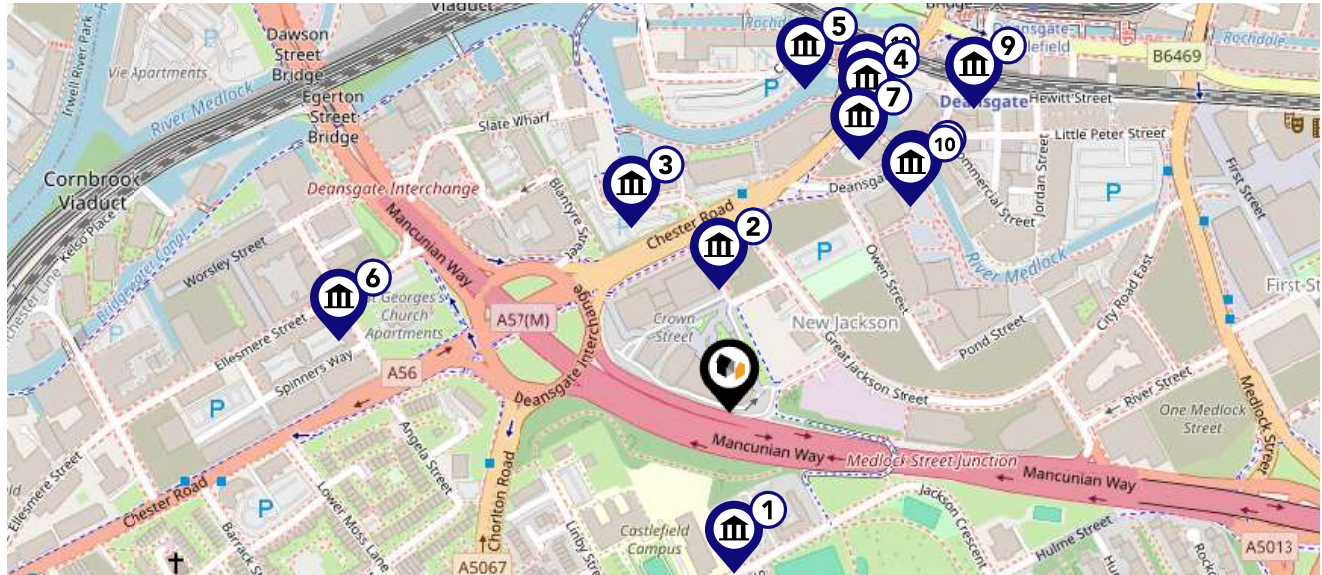 Viaduct
Bridge
Dawson
Street
Bridge
Rochdale
Deansgate-
Rochdale
5
4
9
B6469
Irwell River Park
P
Vie Apartments
River Medlock
Egerton
Street
Bridge
P
7
Deansgate
Hewitt Street
Slate Wharf
10
Little Peter Street
Cornbrook
Viaduct
Deansgate Interchange
3
Commercial Street
Jordan Street
P
First Street
Kelso Place
Blantyre Street
Mancunian Way
Chester Road
2
Bridgewater Canal
Worsley Street
P
Owen Street
River Medlock
City Road East
6
St Georges's
Church
Apartments
A57(M)
Crown
Street
New Jackson
Pond Street
Ellesmere Street
Spinners Way
Deansgate Interchange
Great Jackson Street
A56
River Street
P
One Medlock
Street
Medlock Street
Mancunian Way
Medlock Street Junction
Mancunian Way
Angela Street
Chorlton Road
Ellesmere Street
Chester Road
P
Lower Moss Lane
1
Jackson Crescent
Castlefield
Campus
Hulme Street
Barrack
A5067
A5013